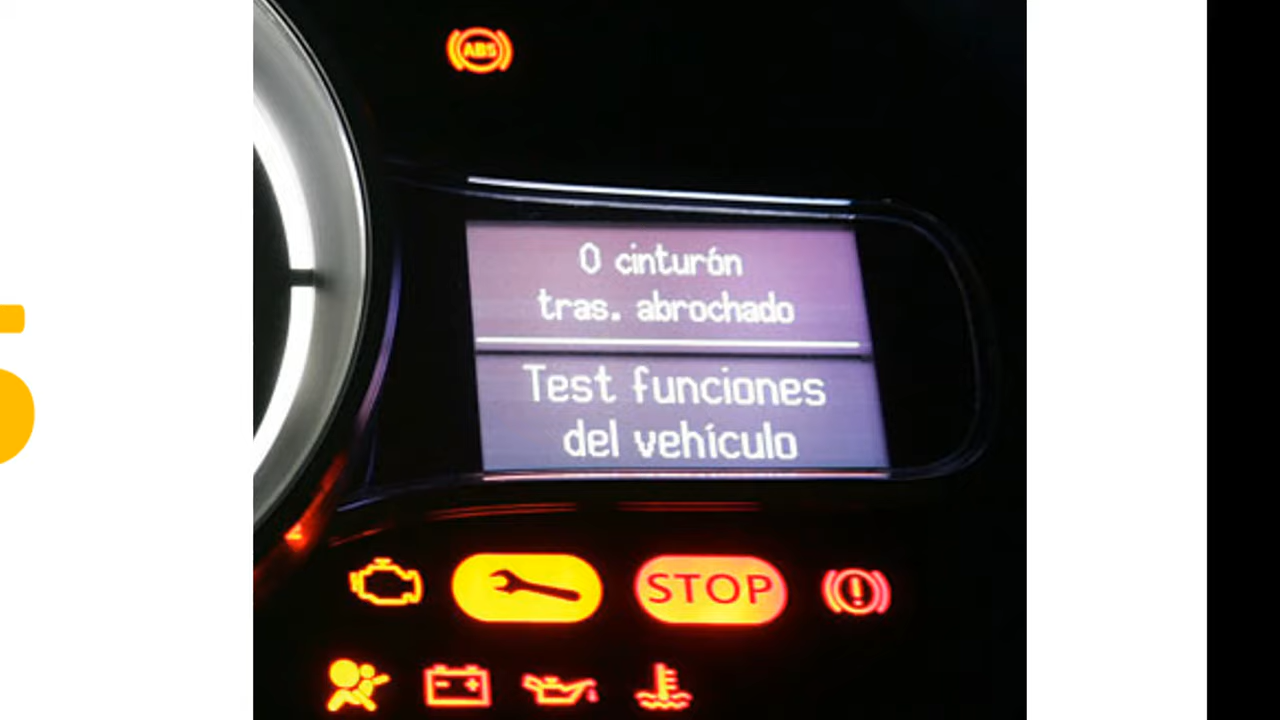 ABS
0 cinturón
tras. abrochado
Test funciones
del vehículo
STOP